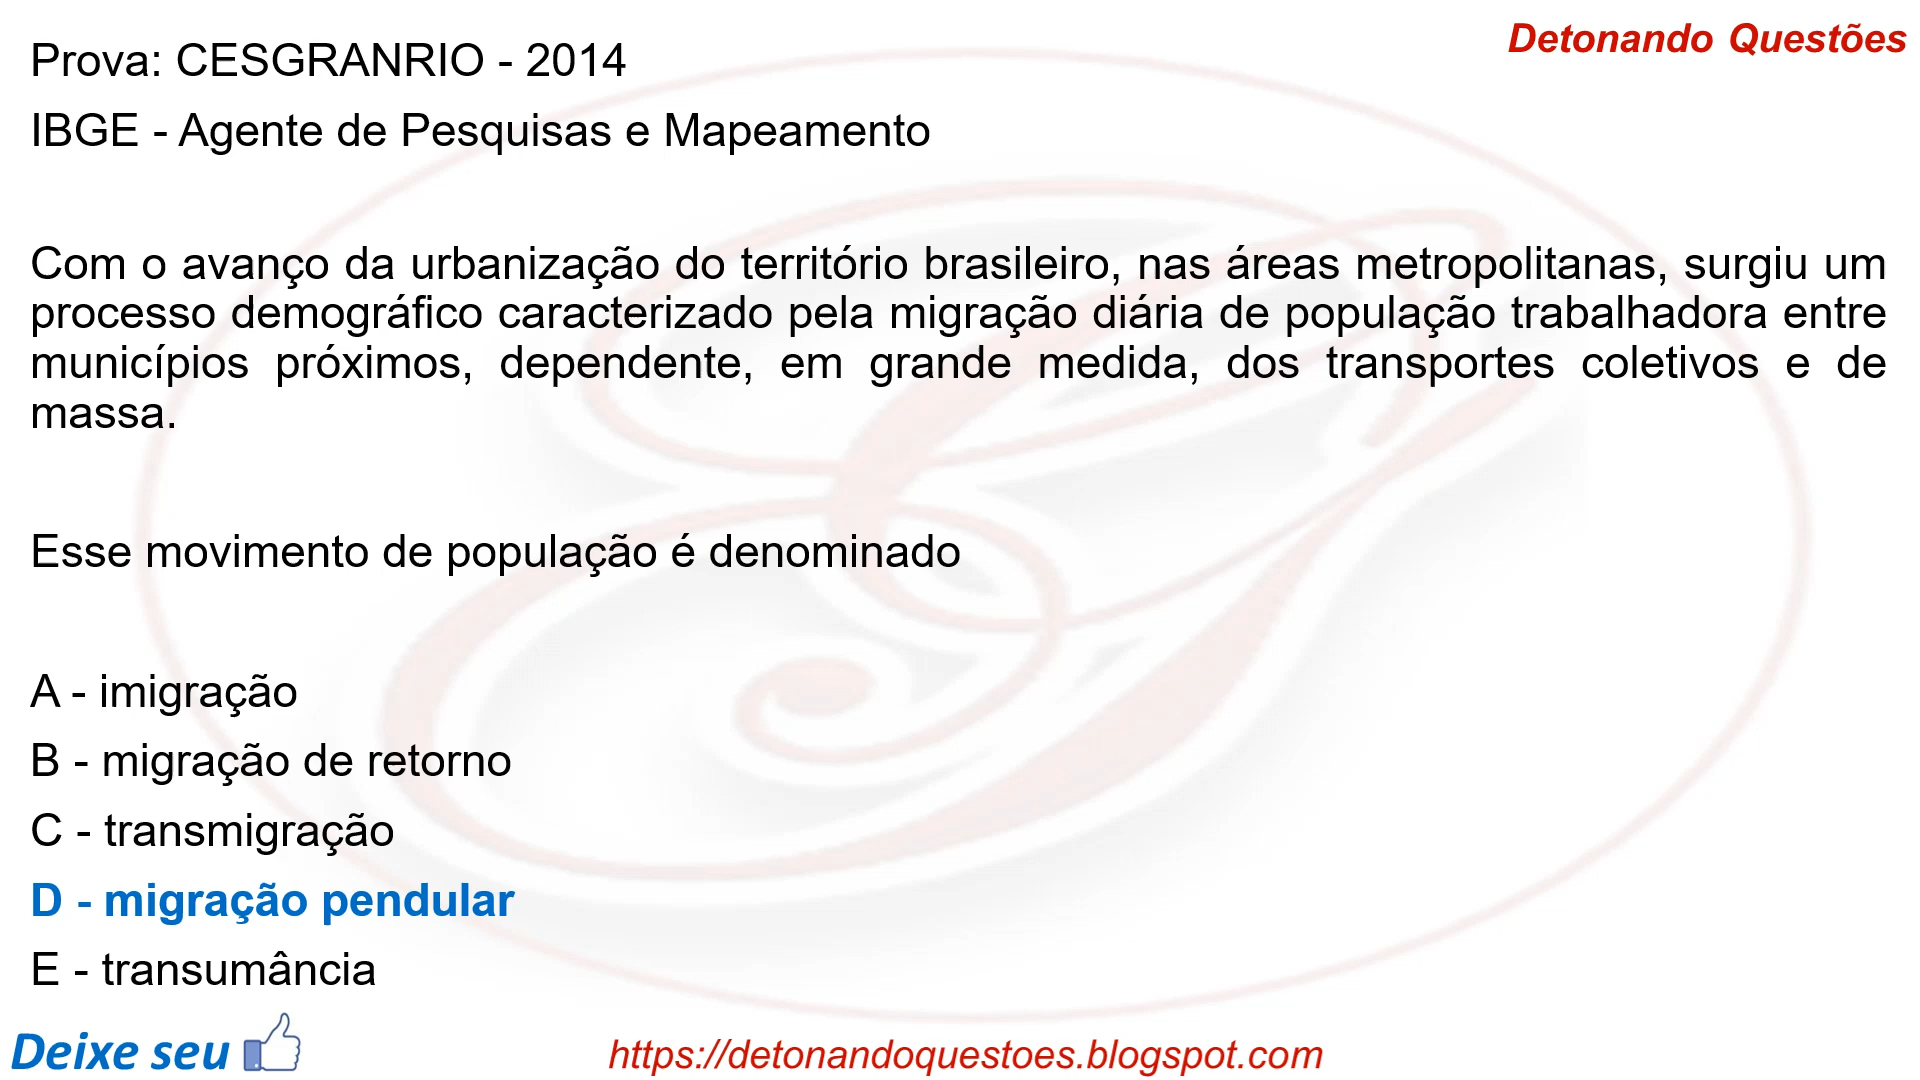 Detonando Questões
Prova: CESGRANRIO - 2014
IBGE - Agente de Pesquisas e Mapeamento
Com o avanço da urbanização do território brasileiro, nas áreas metropolitanas, surgiu um
processo demográfico caracterizado pela migração diária de população trabalhadora entre
municípios próximos, dependente, em grande medida, dos transportes coletivos e de
massa.
Esse movimento de população é denominado
A - imigração
B - migração de retorno
C - transmigração
D - migração pendular
E - transumância
Deixe seu
https://detonandoquestoes.blogspot.com